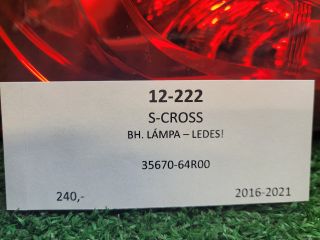 12-222
S-CROSS
BH. LÁMPA – LEDES!
35670-64R00
240,- 2016-2021